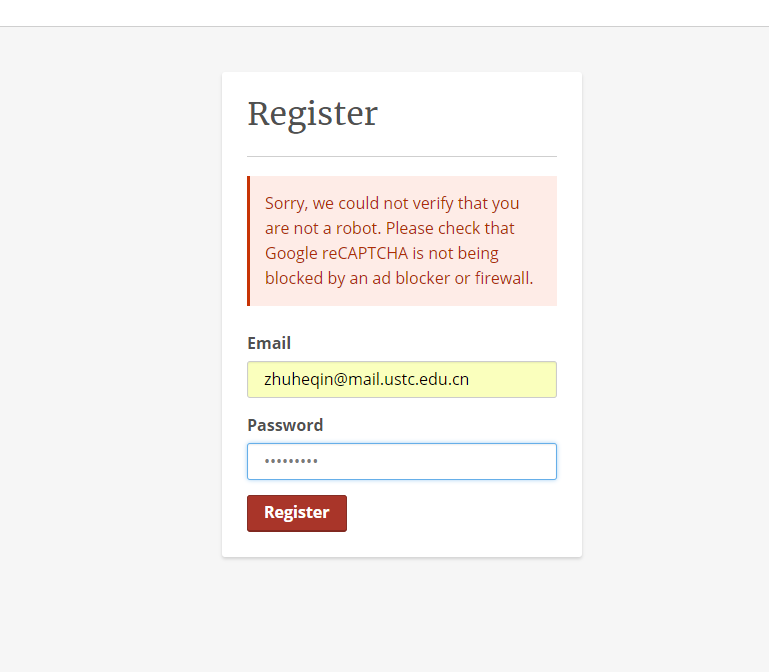 Register
Sorry, we could not verify that you
are not a robot. Please check that
Google reCAPTCHA is not being
blocked by an ad blocker or firewall.
Email
zhuheqin@mail.ustc.edu.cn
Password
•••••••••
Register